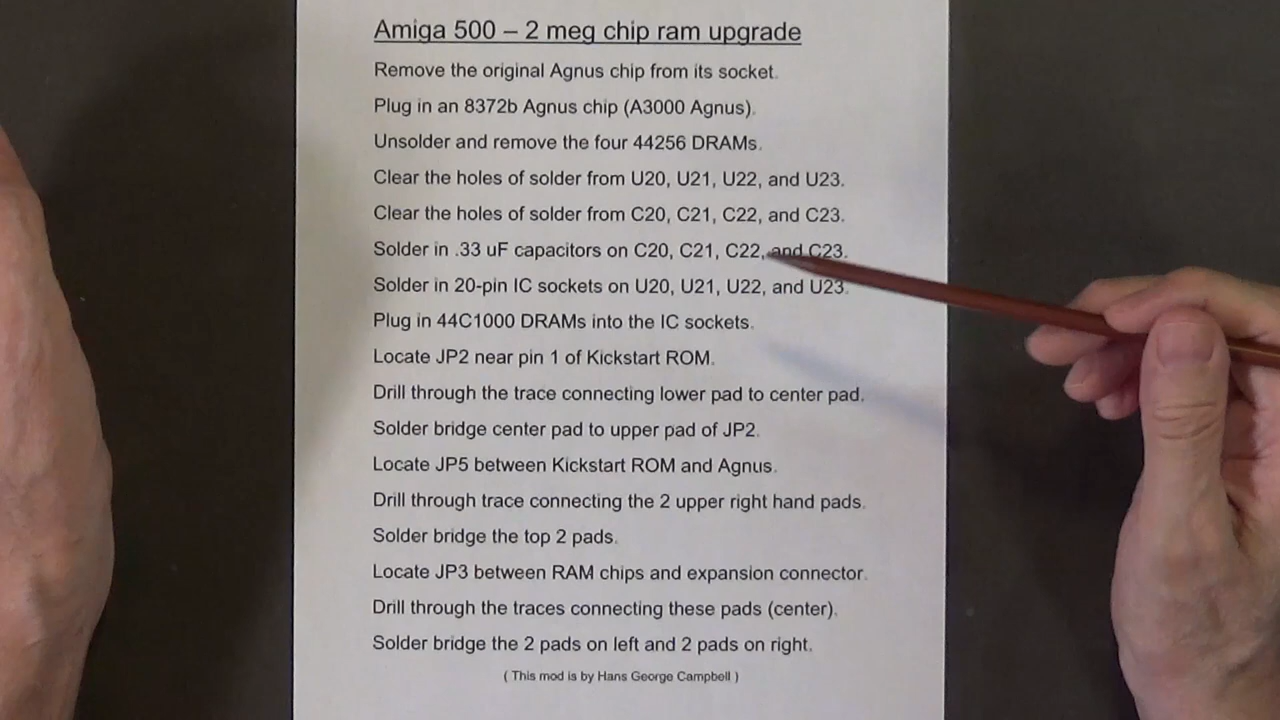 Amiga 500 – 2 meg chip ram upgrade
Remove the original Agnus chip from its socket.
Plug in an 8372b Agnus chip (A3000 Agnus).
Unsolder and remove the four 44256 DRAMs.
Clear the holes of solder from U20, U21, U22, and U23.
Clear the holes of solder from C20, C21, C22, and C23.
Solder in .33 uF capacitors on C20, C21, C22, and C23.
Solder in 20-pin IC sockets on U20, U21, U22, and U23.
Plug in 44C1000 DRAMs into the IC sockets.
Locate JP2 near pin 1 of Kickstart ROM.
Drill through the trace connecting lower pad to center pad.
Solder bridge center pad to upper pad of JP2.
Locate JP5 between Kickstart ROM and Agnus.
Drill through trace connecting the 2 upper right hand pads.
Solder bridge the top 2 pads.
Locate JP3 between RAM chips and expansion connector.
Drill through the traces connecting these pads (center).
Solder bridge the 2 pads on left and 2 pads on right.
( This mod is by Hans George Campbell )